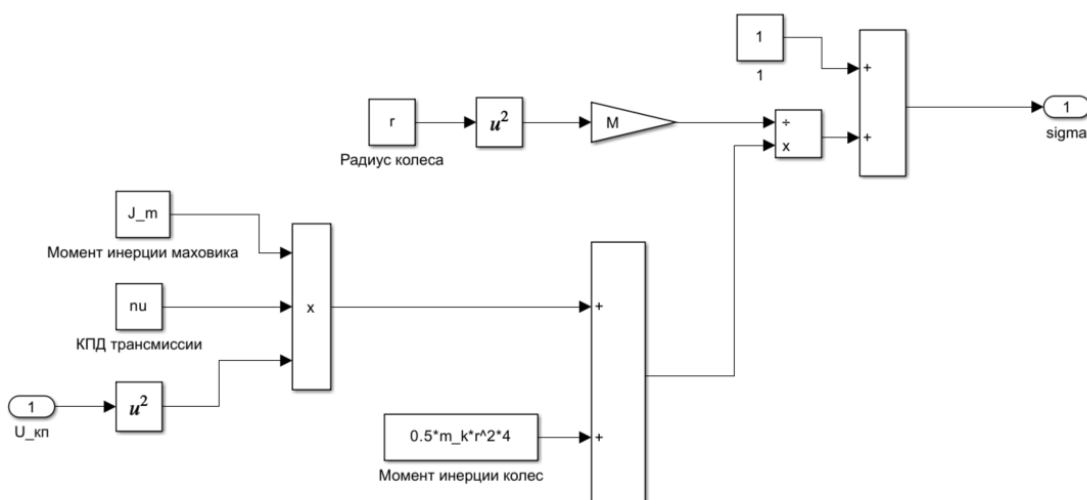 1
1
+
÷
x
+
1
sigma
r
u²
M
Радиус колеса
J_m
Момент инерции маховика
nu
КПД трансмиссии
x
1
U_кп
u²
+
+
0.5*m_k*r^2*4
Момент инерции колес